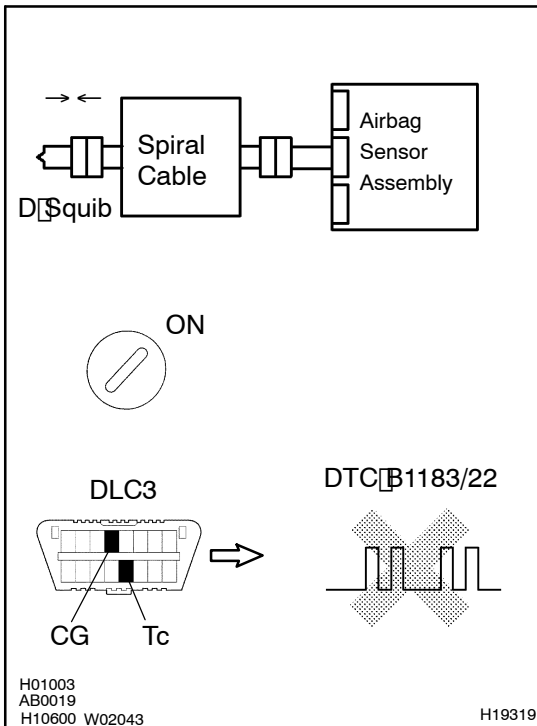 Airbag
Sensor
Assembly
Spiral
Cable
D□Squib
ON
DLC3
DTC□B1183/22
CG
Tc
H01003
AB0019
H10600 W02043
H19319